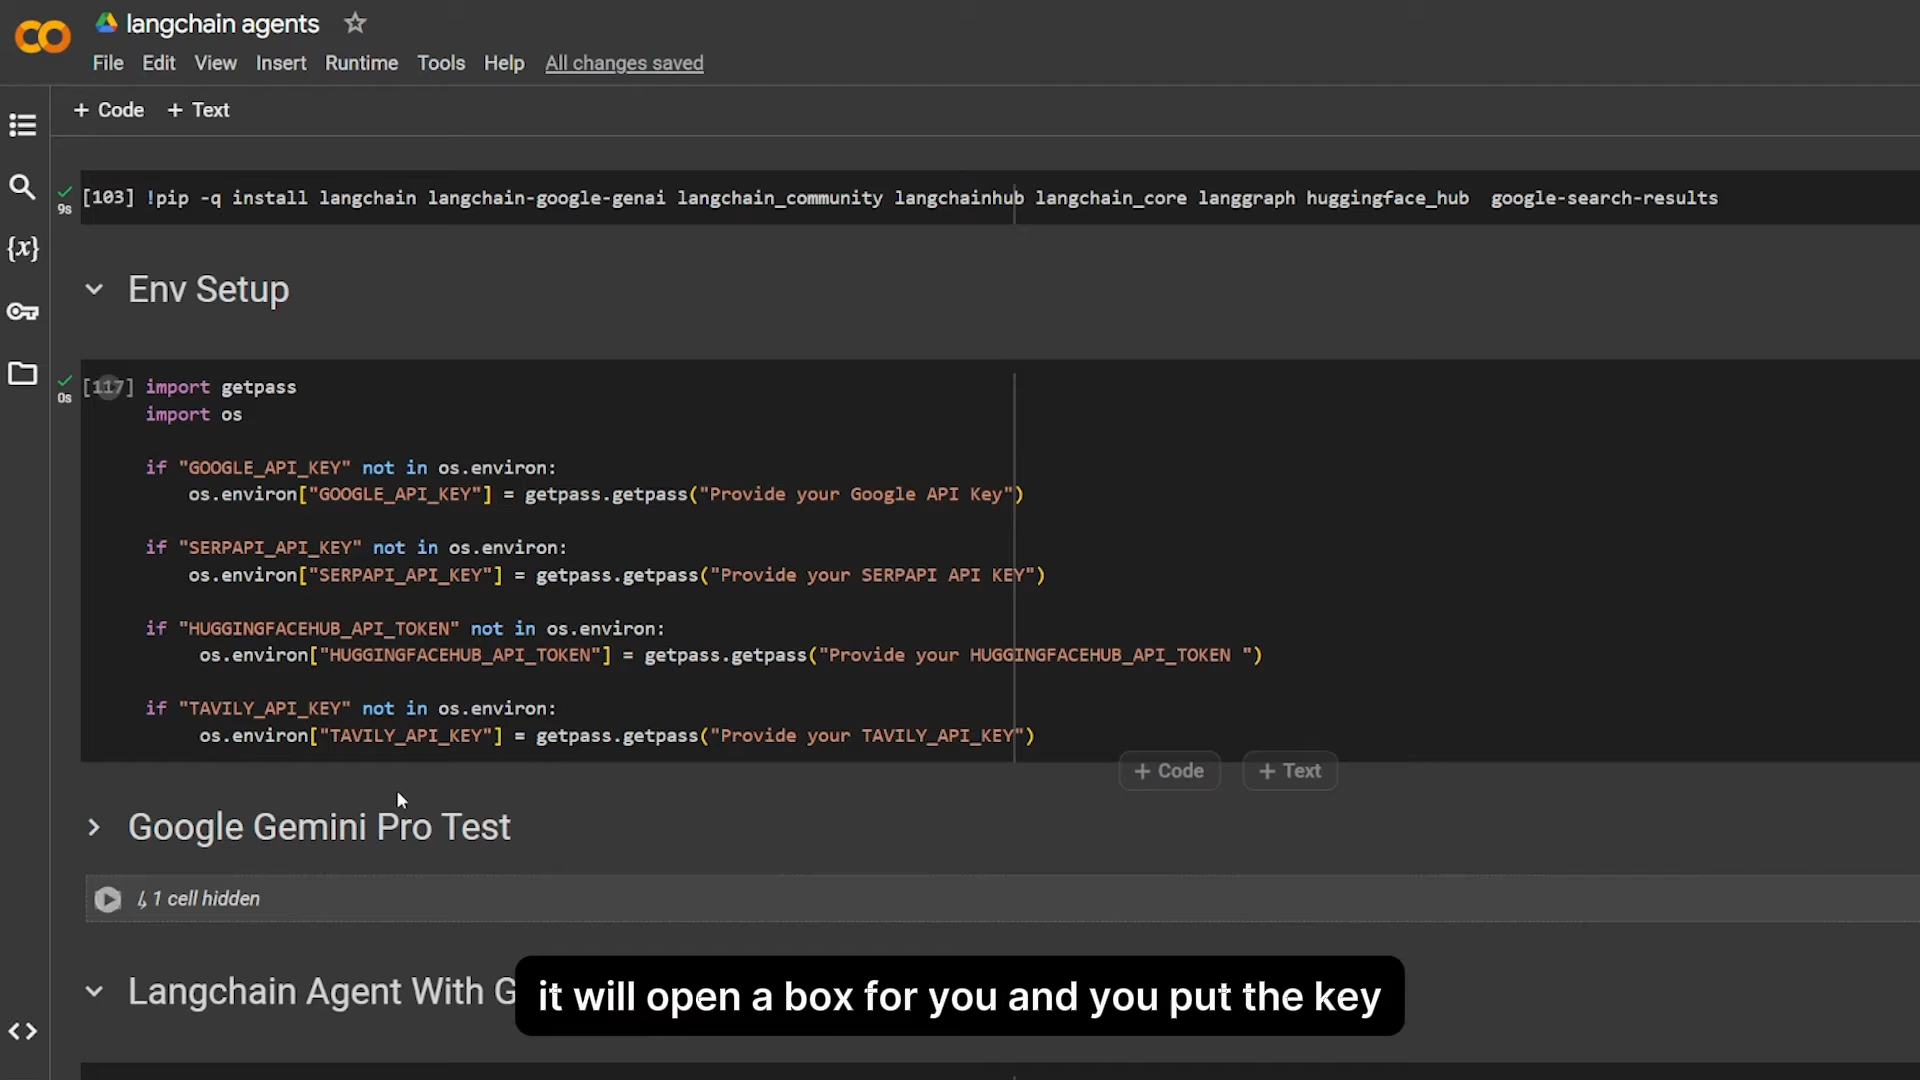 langchain agents
File Edit View Insert Runtime Tools Help All changes saved
+ Code + Text
[103] !pip -q install langchain langchain-google-genai langchain_community langchainhub langchain_core langgraph huggingface_hub google-search-results
9s
{x}
Env Setup
[117] import getpass
0s
import os
if "GOOGLE_API_KEY" not in os.environ:
os.environ["GOOGLE_API_KEY"] = getpass.getpass("Provide your Google API Key")
if "SERPAPI_API_KEY" not in os.environ:
os.environ["SERPAPI_API_KEY"] = getpass.getpass("Provide your SERPAPI API KEY")
if "HUGGINGFACEHUB_API_TOKEN" not in os.environ:
os.environ["HUGGINGFACEHUB_API_TOKEN"] = getpass.getpass("Provide your HUGGINGFACEHUB_API_TOKEN ")
if "TAVILY_API_KEY" not in os.environ:
os.environ["TAVILY_API_KEY"] = getpass.getpass("Provide your TAVILY_API_KEY")
+ Code + Text
Google Gemini Pro Test
1 cell hidden
Langchain Agent With G
it will open a box for you and you put the key